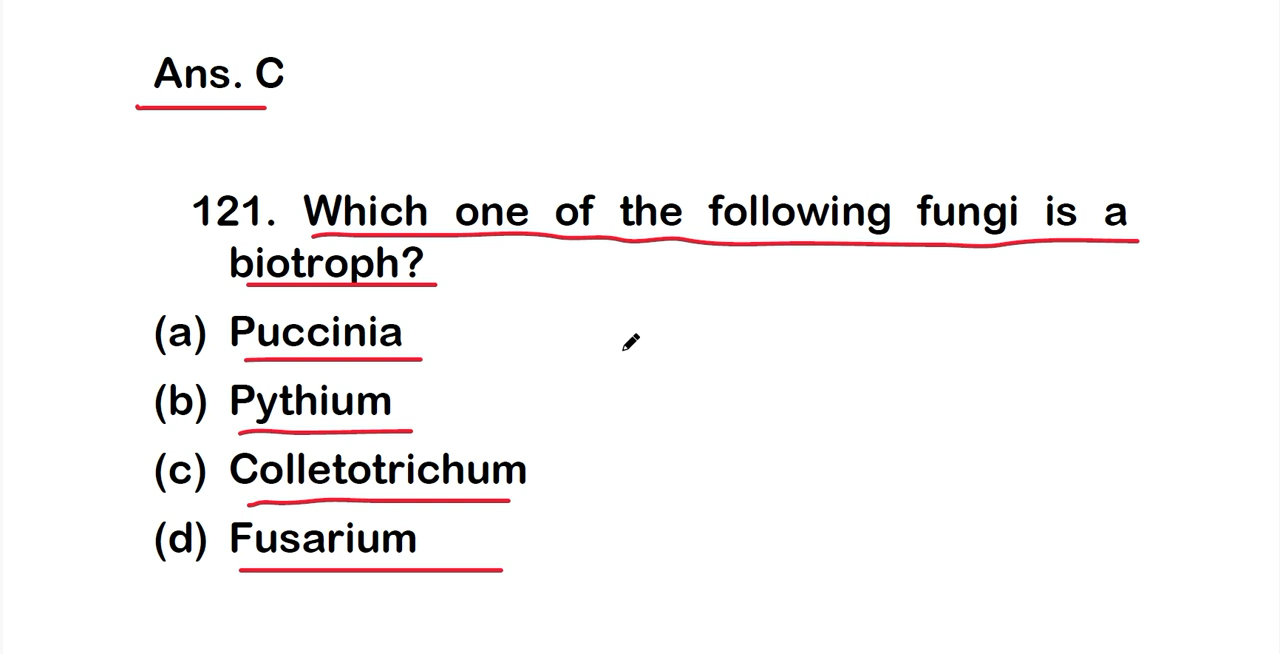 Ans. C
121. Which one of the following fungi is a
biotroph?
(a) Puccinia
(b) Pythium
(c) Colletotrichum
(d) Fusarium